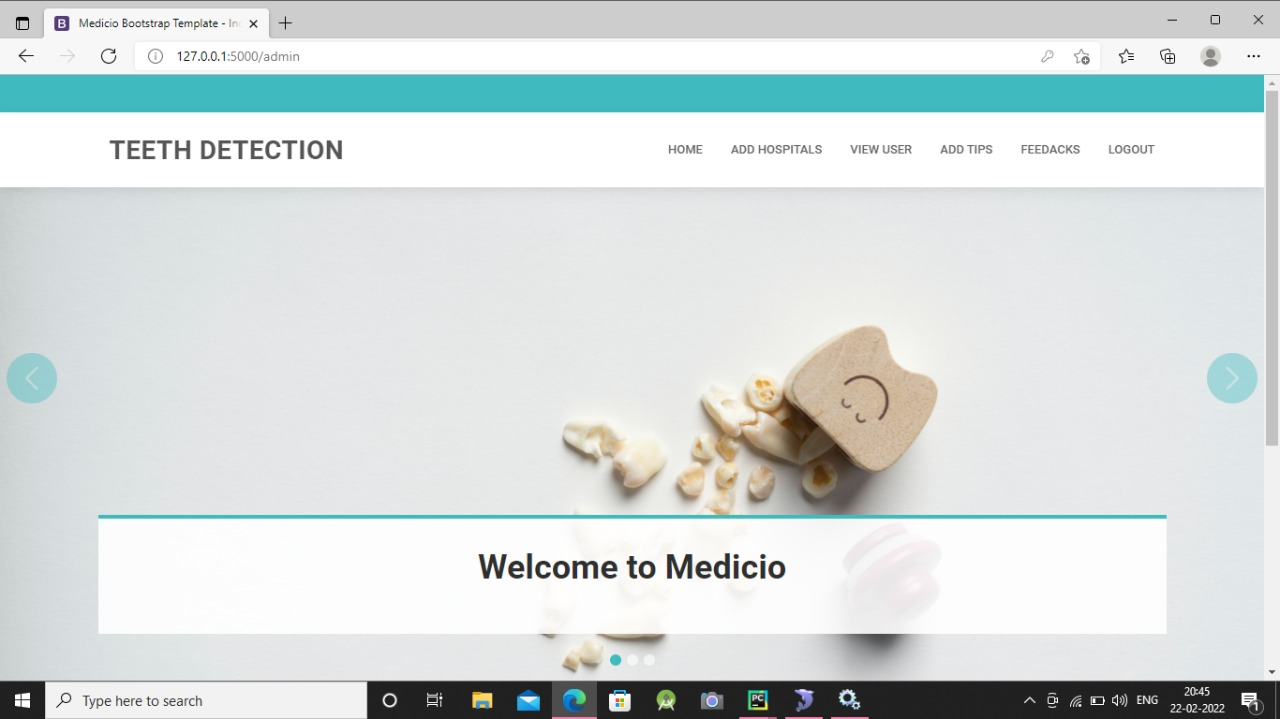 Medicio Bootstrap Template - In
127.0.0.1:5000/admin
TEETH DETECTION
HOME ADD HOSPITALS VIEW USER ADD TIPS FEEDACKS LOGOUT
Welcome to Medicio
Type here to search
ENG
20:45
22-02-2022